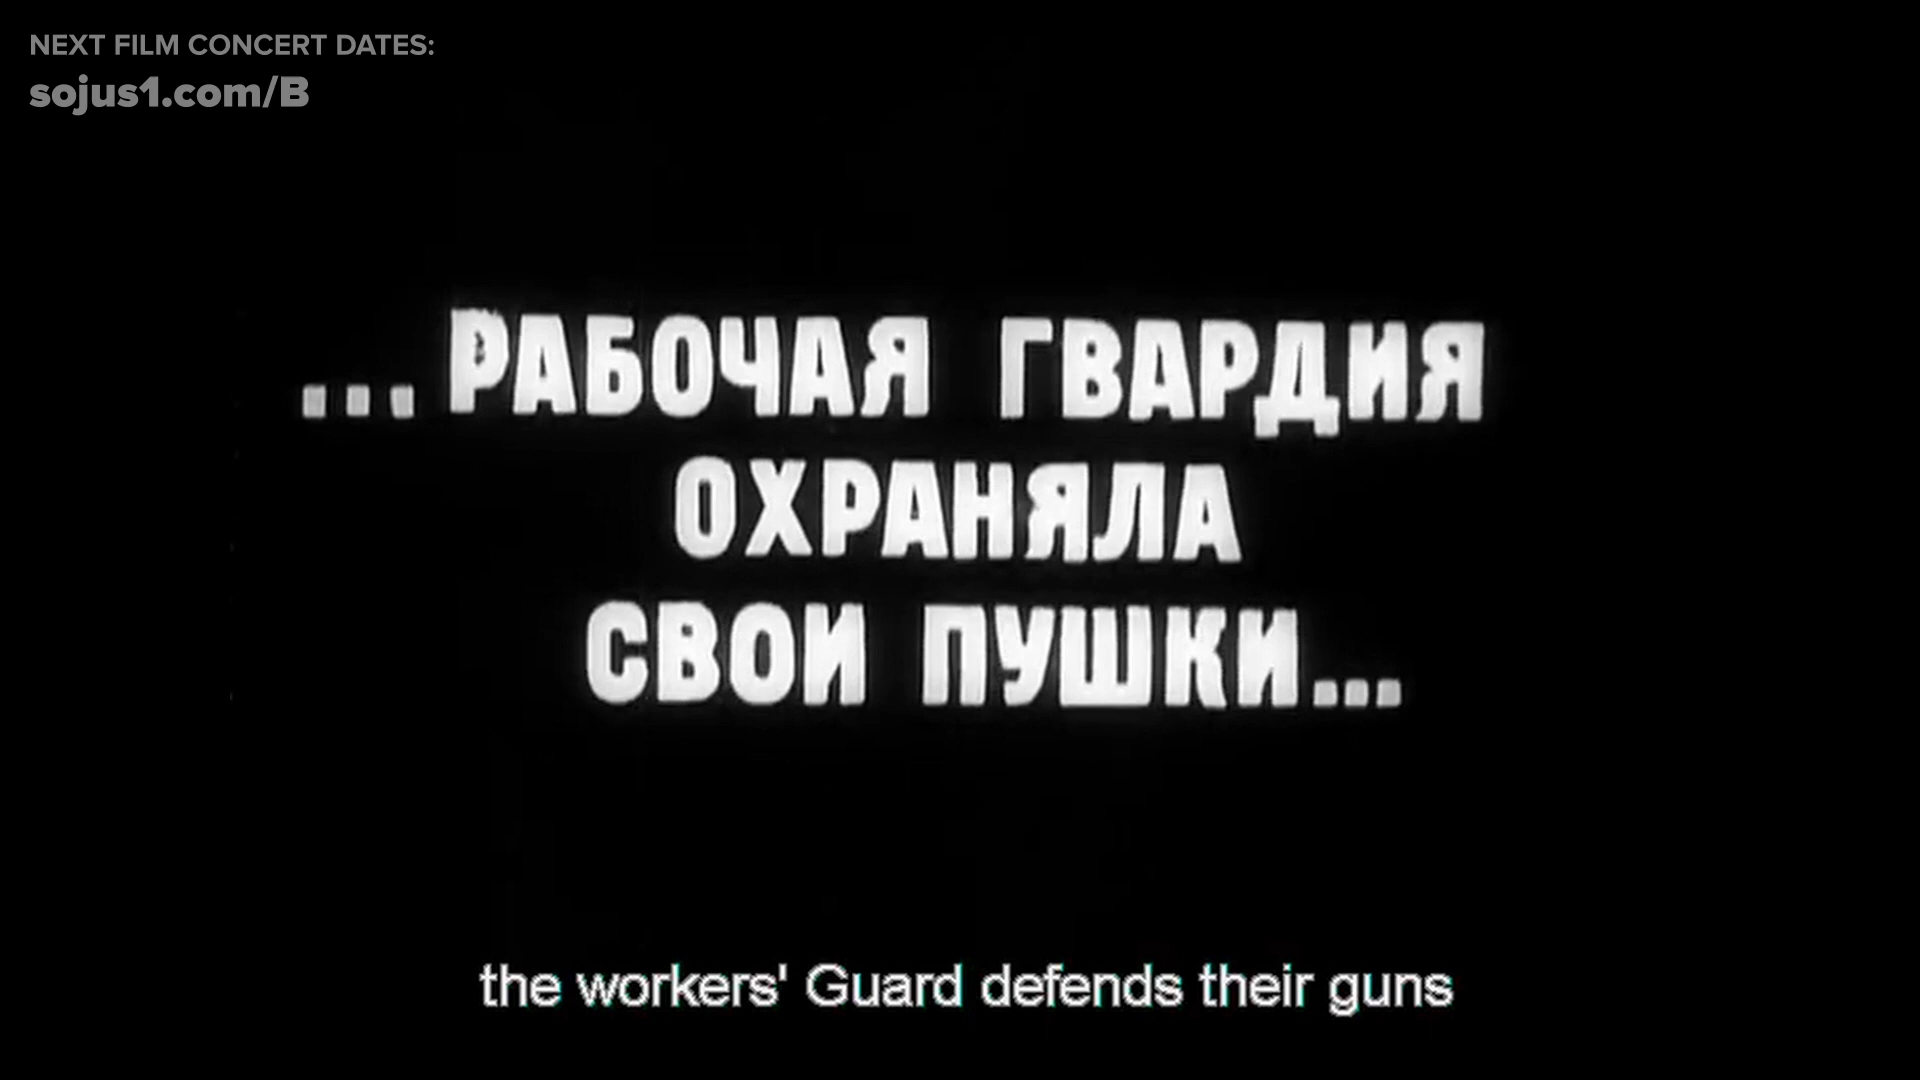 NEXT FILM CONCERT DATES:
sojus1.com/B
...РАБОЧАЯ ГВАРДИЯ
ОХРАНЯЛА
СВОИ ПУШКИ...
the workers' Guard defends their guns